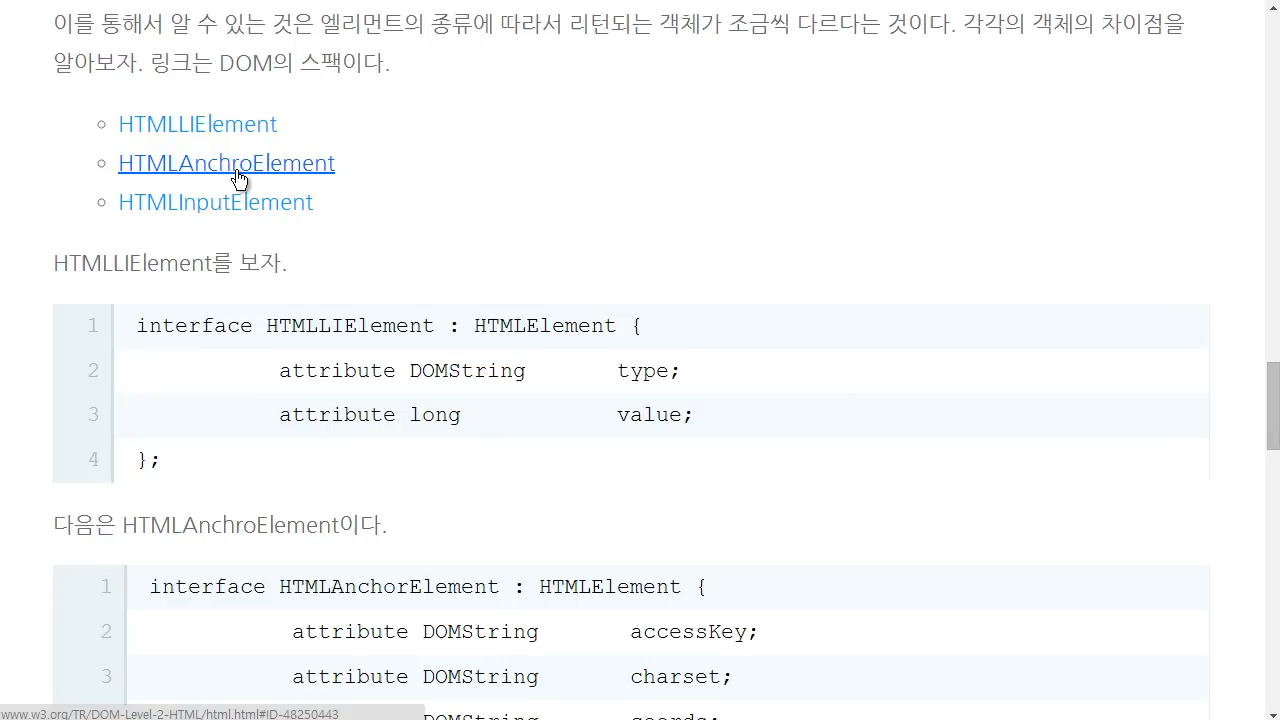 이를 통해서 알 수 있는 것은 엘리먼트의 종류에 따라서 리턴되는 객체가 조금씩 다르다는 것이다. 각각의 객체의 차이점을
알아보자. 링크는 DOM의 스팩이다.
HTMLLIElement
HTMLAnchroElement
HTMLInputElement
HTMLLIElement를 보자.
1 interface HTMLLIElement : HTMLElement {
2 attribute DOMString type;
3 attribute long value;
4 };
다음은 HTMLAnchroElement이다.
1 interface HTMLAnchorElement : HTMLElement {
2 attribute DOMString accessKey;
3 attribute DOMString charset;
attribute DOMString coords;
www.w3.org/TR/DOM-Level-2-HTML/html.html#ID-48250443